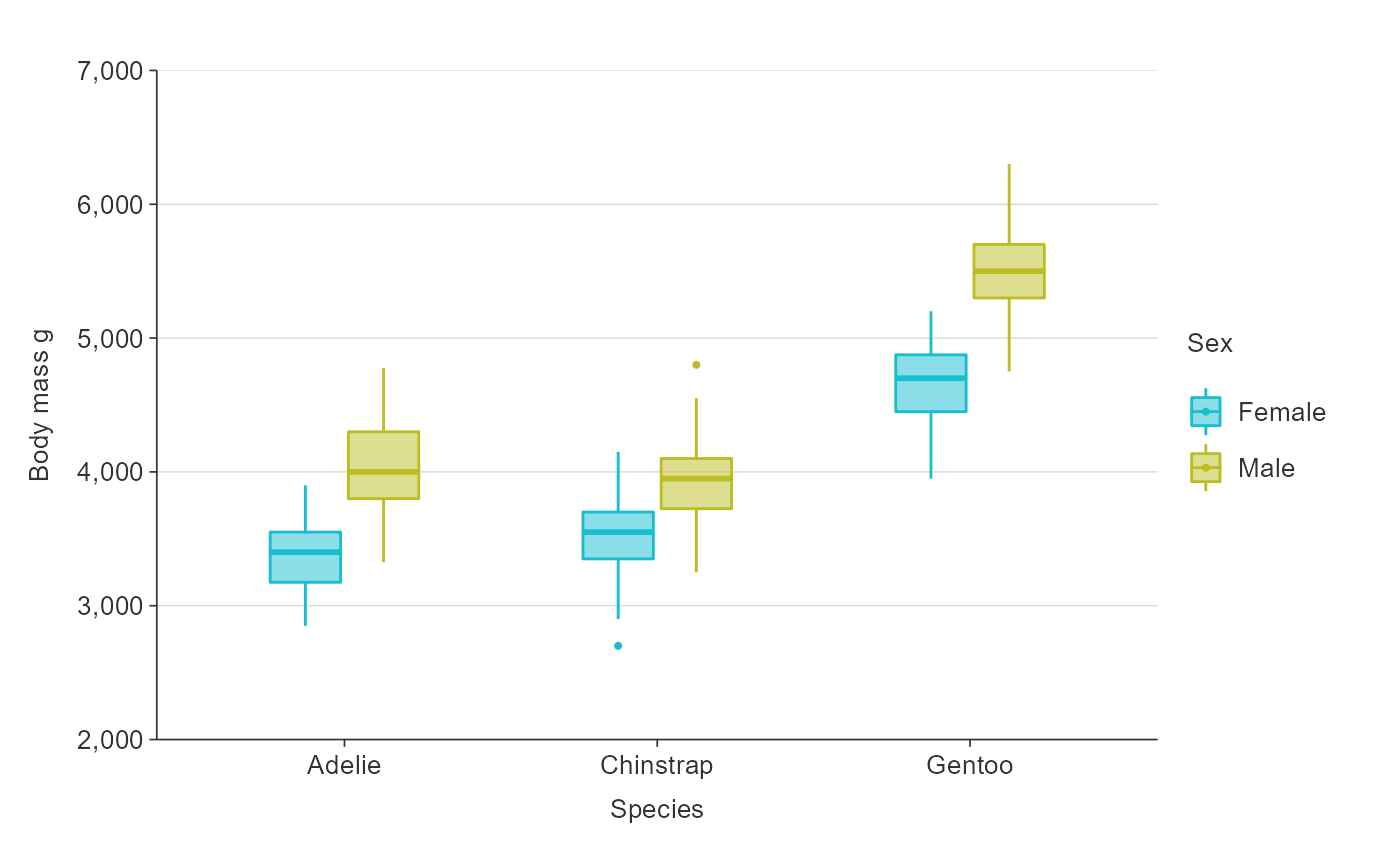 7,000
6,000
5,000
4,000
3,000
2,000
Body mass g
Adelie Chinstrap Gentoo
Species
Sex
Female
Male